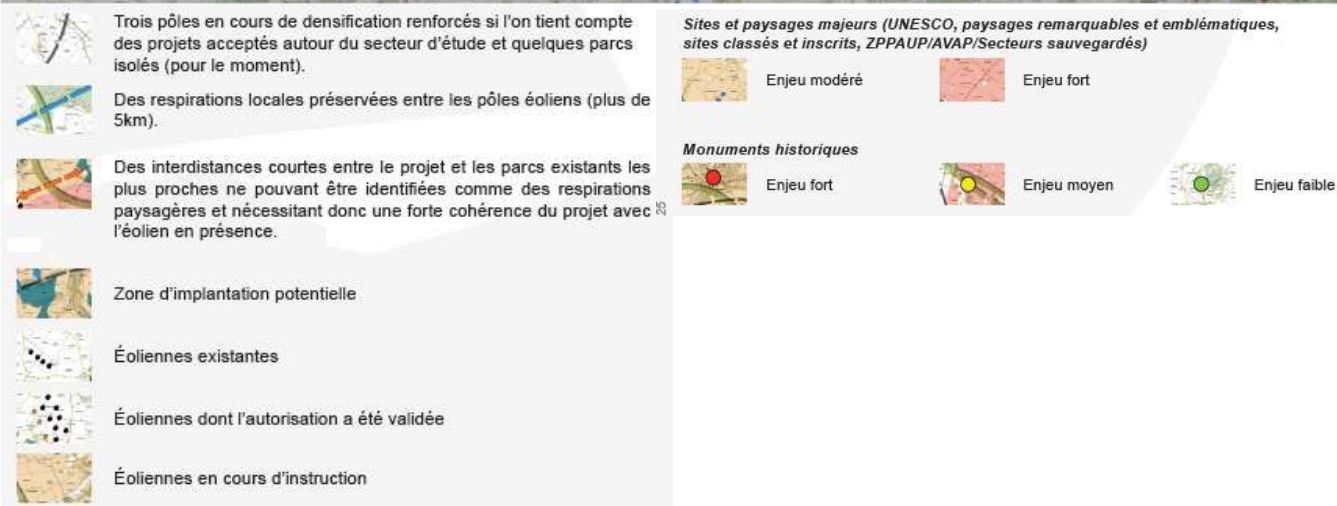 Trois pôles en cours de densification renforcés si l'on tient compte
des projets acceptés autour du secteur d'étude et quelques parcs
isolés (pour le moment).
Des respirations locales préservées entre les pôles éoliens (plus de
5km).
Des interdistances courtes entre le projet et les parcs existants les
plus proches ne pouvant être identifiées comme des respirations
paysagères et nécessitant donc une forte cohérence du projet avec
l'éolien en présence.
Zone d'implantation potentielle
Éoliennes existantes
Éoliennes dont l'autorisation a été validée
Éoliennes en cours d'instruction
25
Sites et paysages majeurs (UNESCO, paysages remarquables et emblématiques,
sites classés et inscrits, ZPPAUP/AVAP/Secteurs sauvegardés)
Enjeu modéré
Enjeu fort
Monuments historiques
Enjeu fort
Enjeu moyen
Enjeu faible